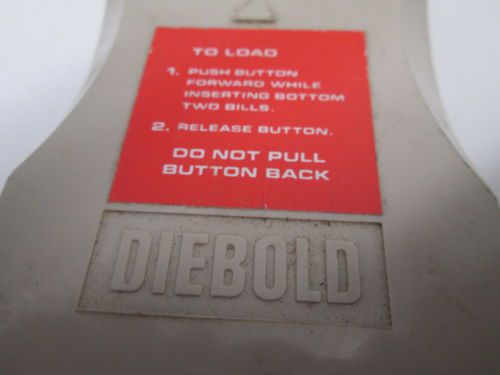 TO LOAD
1. PUSH BUTTON
FORWARD WHILE
INSERTING BOTTOM
TWO BILLS.
2. RELEASE BUTTON.
DO NOT PULL
BUTTON BACK
DIEBOLD